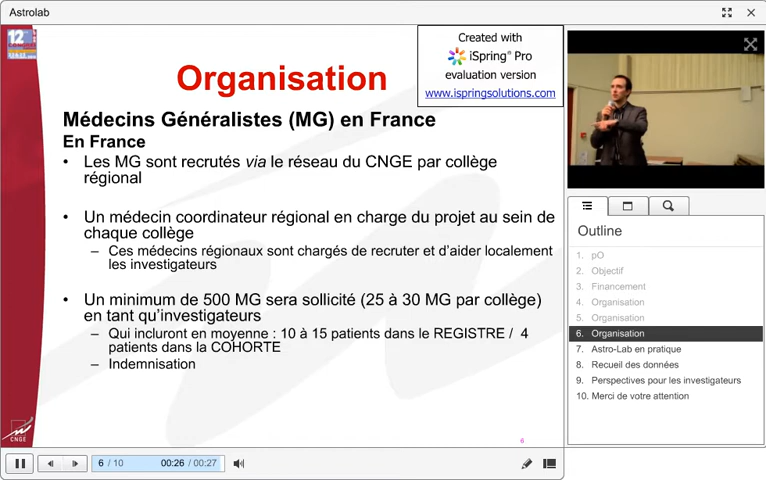 Astrolab
12
CONGRÈS
Created with
iSpring® Pro
evaluation version
www.ispringsolutions.com
Organisation
Médecins Généralistes (MG) en France
En France
• Les MG sont recrutés via le réseau du CNGE par collège
régional
• Un médecin coordinateur régional en charge du projet au sein de
chaque collège
– Ces médecins régionaux sont chargés de recruter et d'aider localement
les investigateurs
• Un minimum de 500 MG sera sollicité (25 à 30 MG par collège)
en tant qu'investigateurs
– Qui incluront en moyenne : 10 à 15 patients dans le REGISTRE / 4
patients dans la COHORTE
– Indemnisation
CNGE
6
6 / 10
00:26 / 00:27
Outline
1. pO
2. Objectif
3. Financement
4. Organisation
5. Organisation
6. Organisation
7. Astro-Lab en pratique
8. Recueil des données
9. Perspectives pour les investigateurs
10. Merci de votre attention